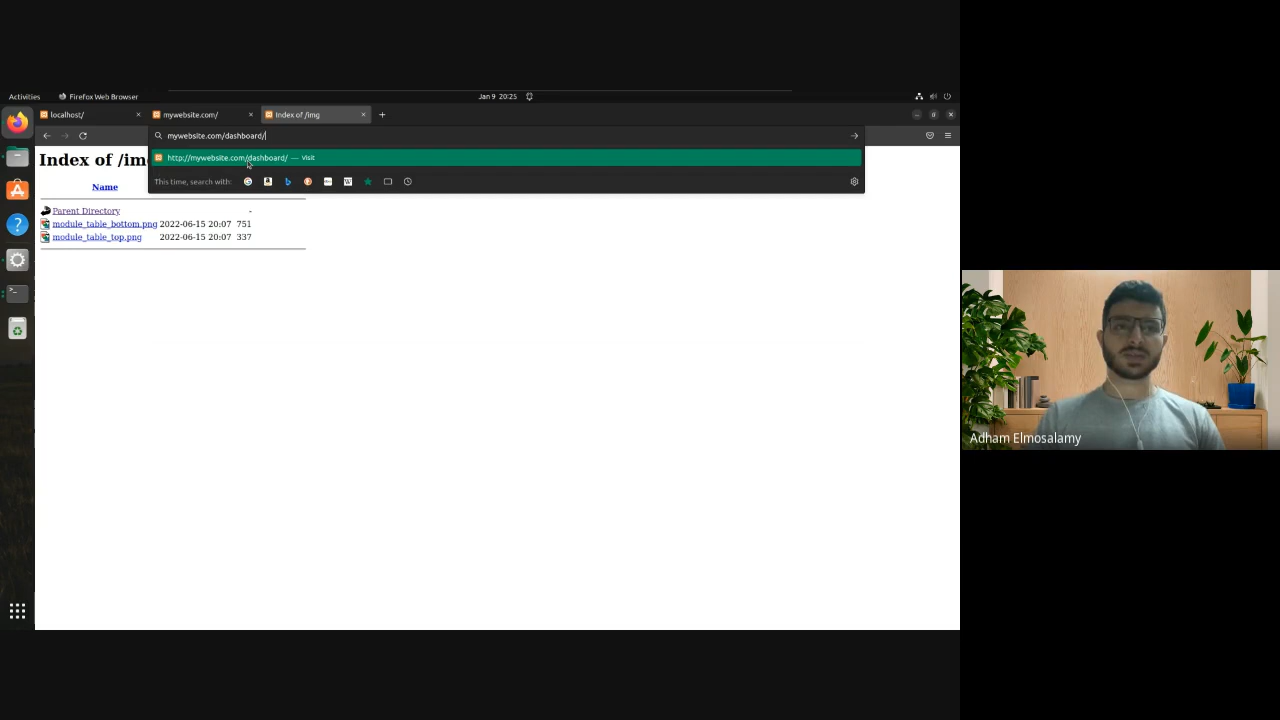 Activities Firefox Web Browser Jan 9 20:25
localhost/ mywebsite.com/ Index of /img
mywebsite.com/dashboard/
http://mywebsite.com/dashboard/ — Visit
Index of /im
This time, search with:
Name
Parent Directory -
module_table_bottom.png 2022-06-15 20:07 751
module_table_top.png 2022-06-15 20:07 337
Adham Elmosalamy